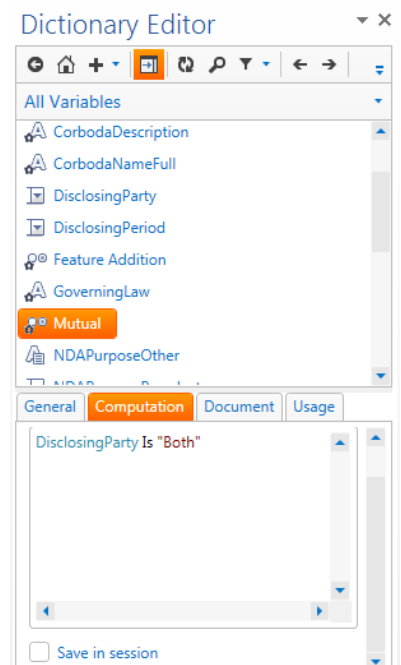 Dictionary Editor
All Variables
CorbodaDescription
CorbodaNameFull
DisclosingParty
DisclosingPeriod
Feature Addition
GoverningLaw
Mutual
NDAPurposeOther
General Computation Document Usage
DisclosingParty Is "Both"
Save in session